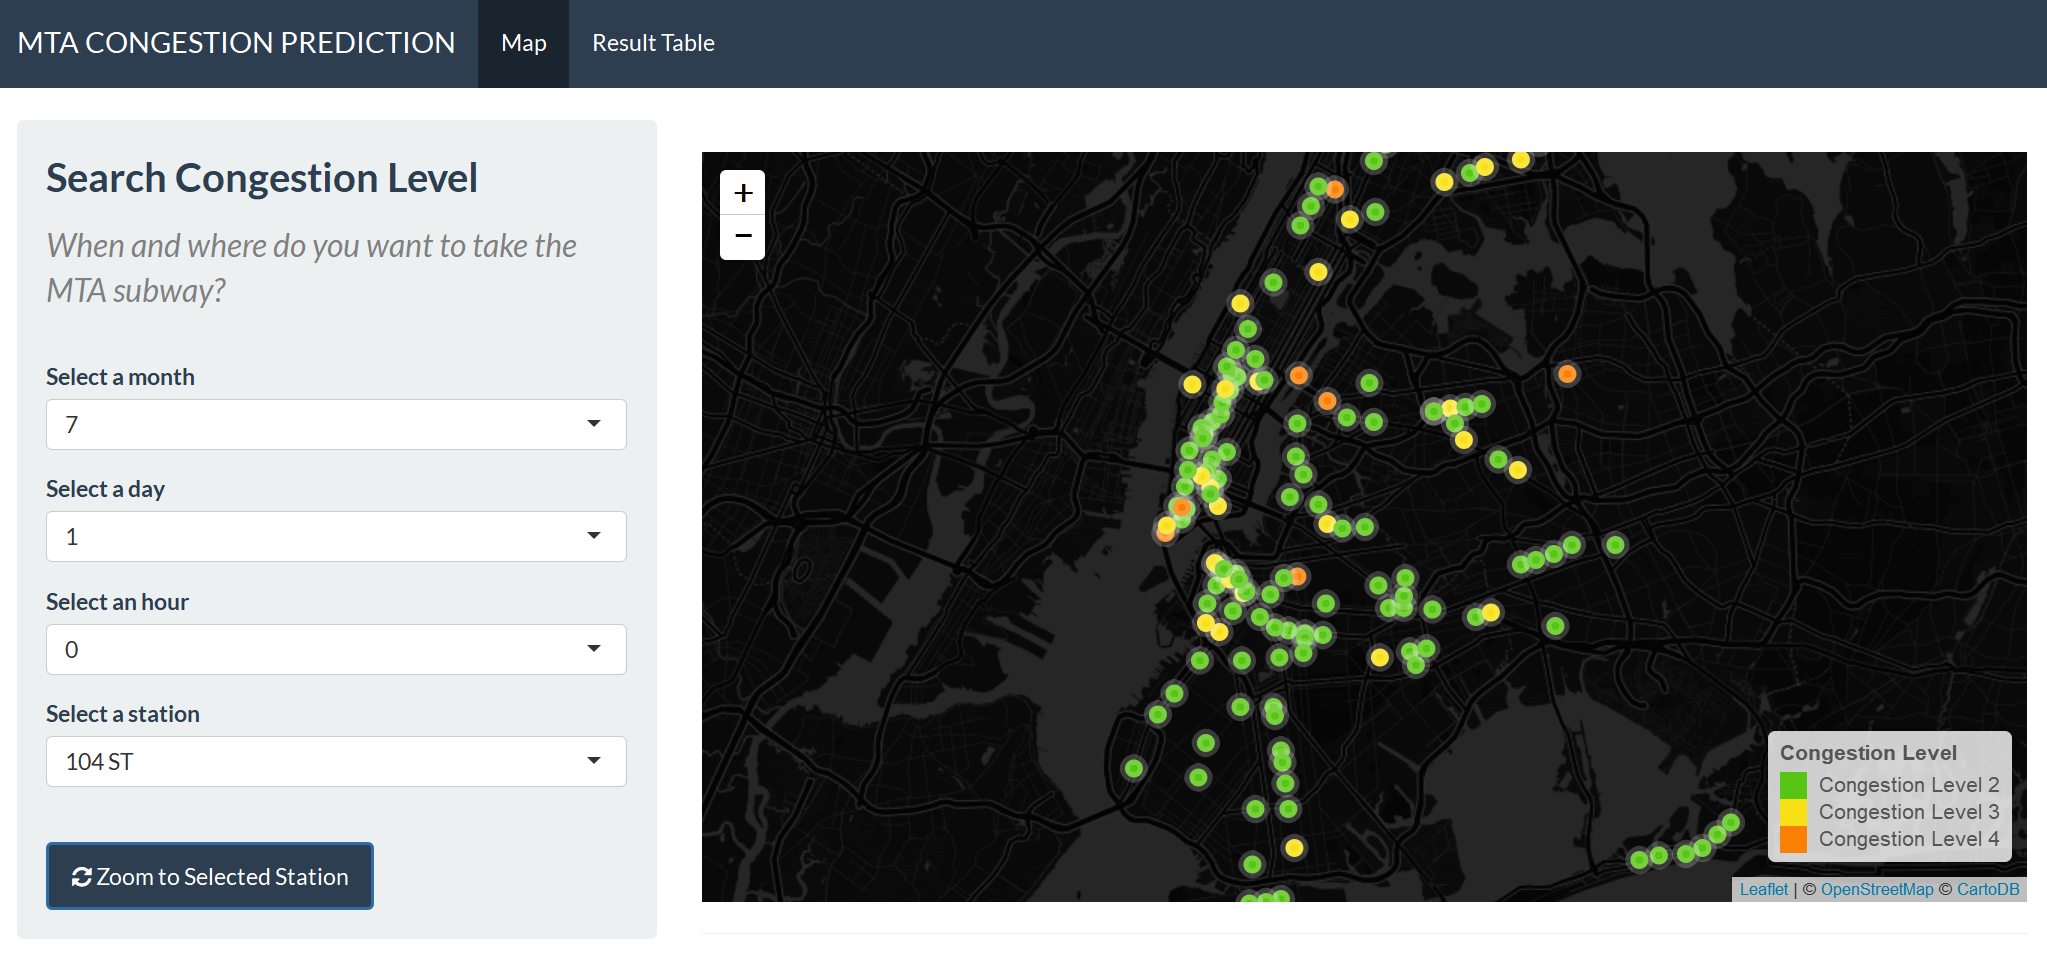 MTA CONGESTION PREDICTION
Map
Result Table
Search Congestion Level
When and where do you want to take the
MTA subway?
Select a month
7
Select a day
1
Select an hour
0
Select a station
104 ST
Zoom to Selected Station
+
−
Congestion Level
Congestion Level 2
Congestion Level 3
Congestion Level 4
Leaflet | © OpenStreetMap © CartoDB